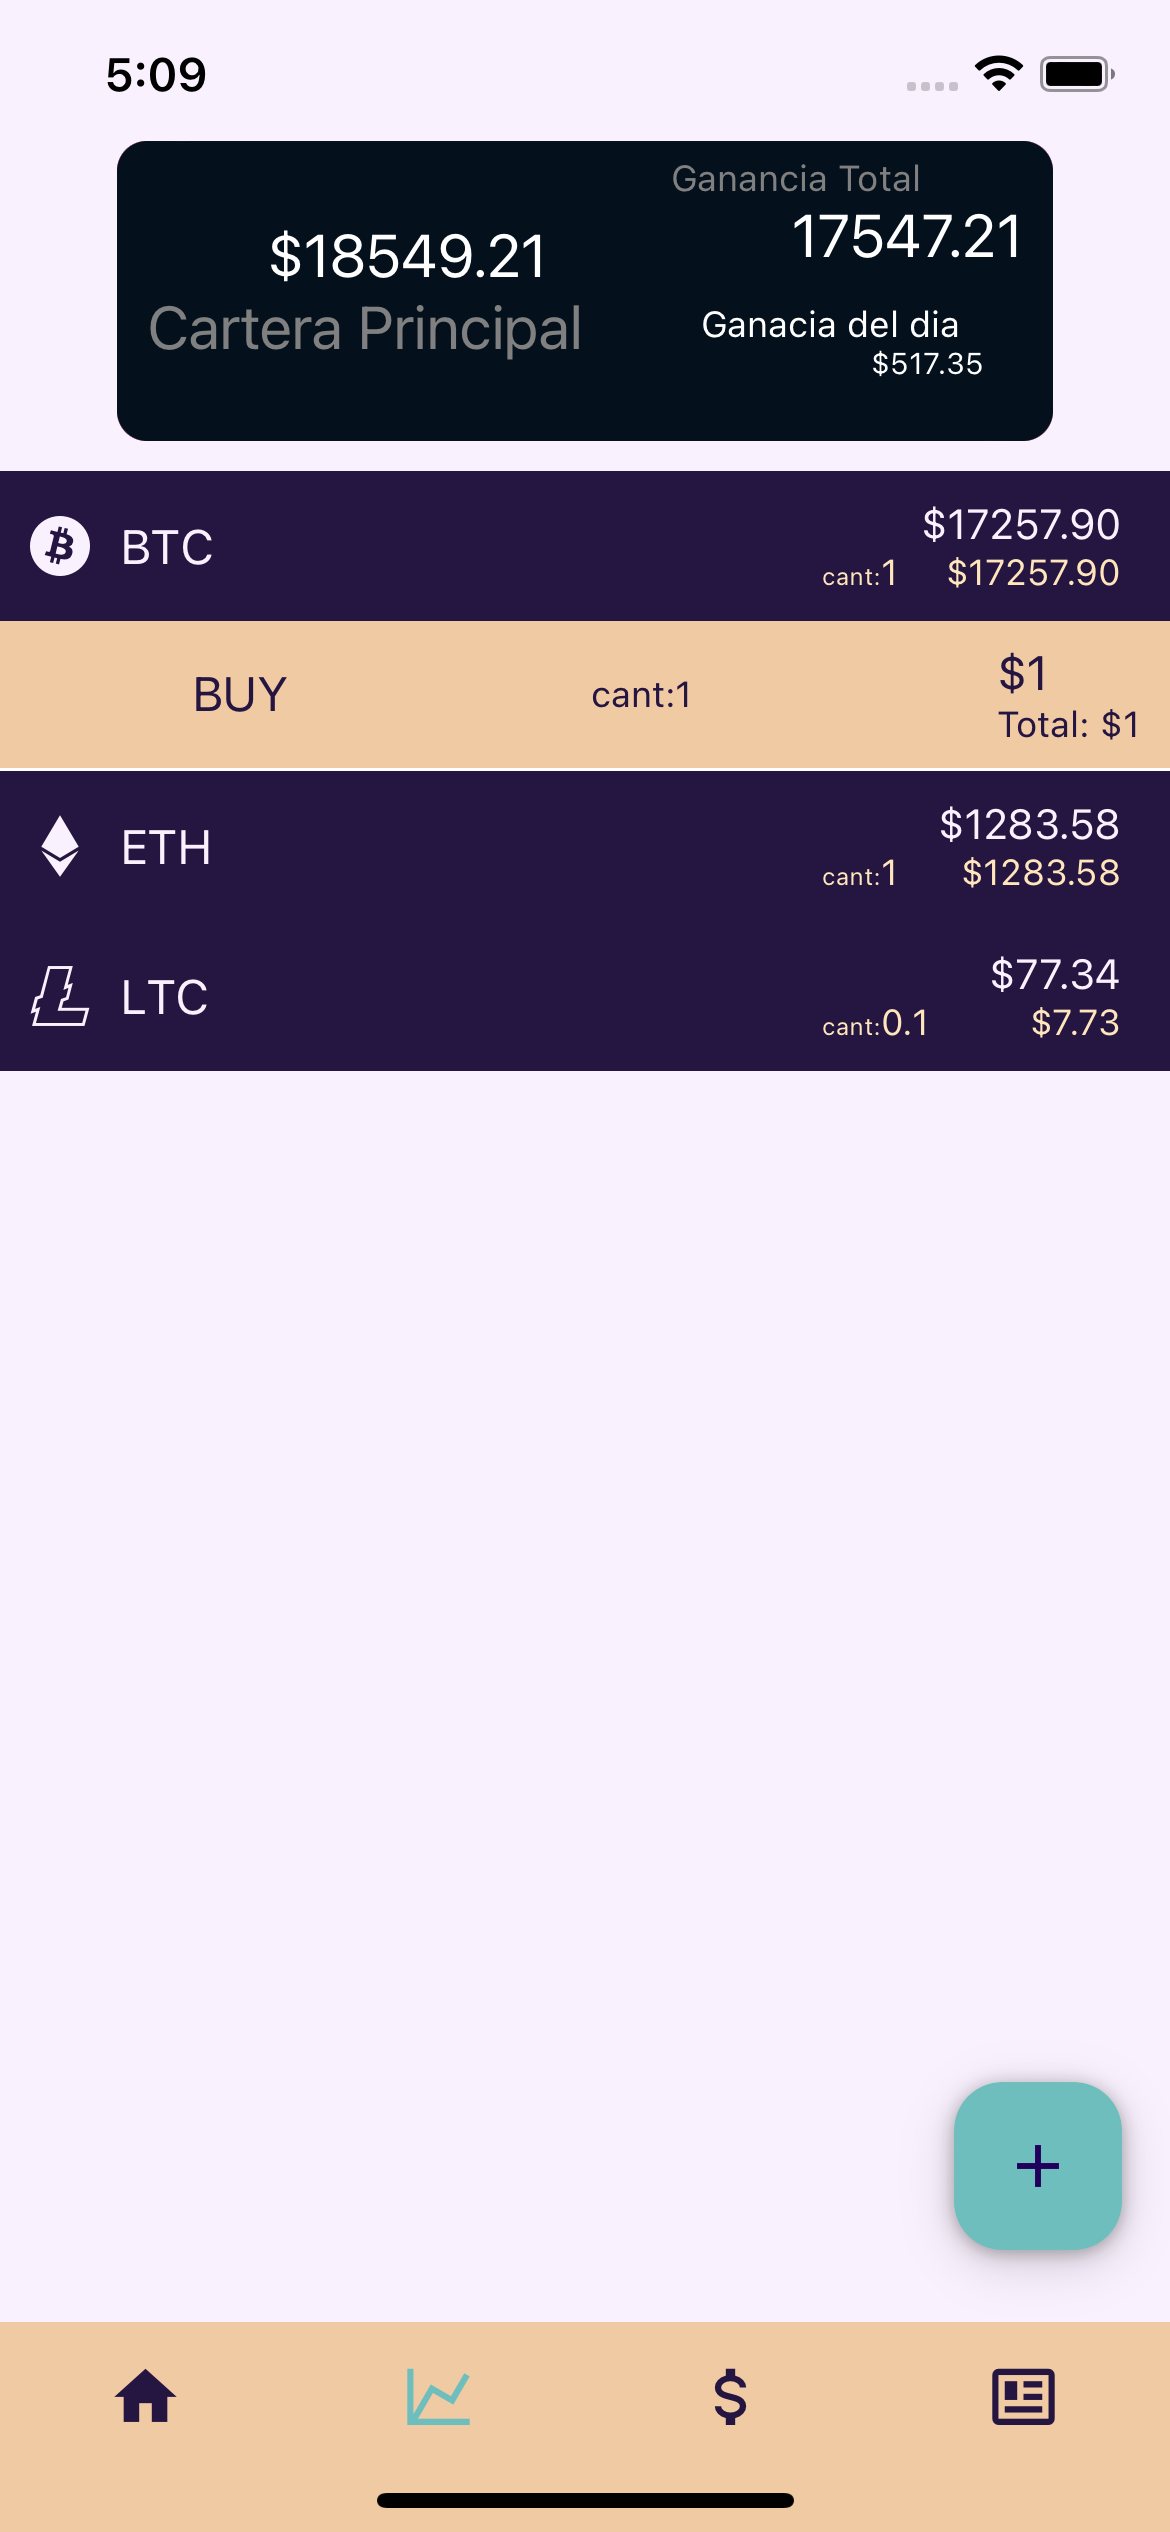 5:09
Ganancia Total
17547.21
$18549.21
Cartera Principal
Ganacia del dia
$517.35
BTC
$17257.90
cant:1 $17257.90
BUY
cant:1
$1
Total: $1
ETH
$1283.58
cant:1 $1283.58
LTC
$77.34
cant:0.1 $7.73